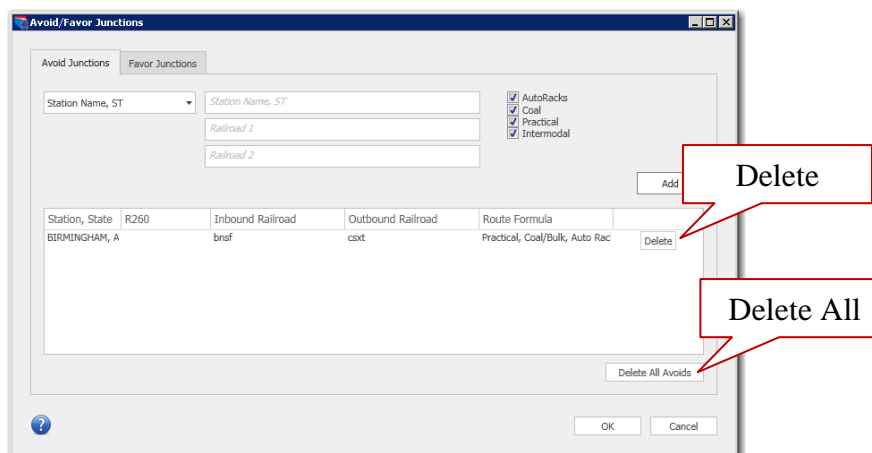 Avoid/Favor Junctions
Avoid Junctions Favor Junctions
Station Name, ST Station Name, ST
Railroad 1
Railroad 2
AutoRacks
Coal
Practical
Intermodal
Add
Delete
Station, State R260 Inbound Railroad Outbound Railroad Route Formula
BIRMINGHAM, A bnsf csxt Practical, Coal/Bulk, Auto Rac Delete
Delete All
Delete All Avoids
? OK Cancel